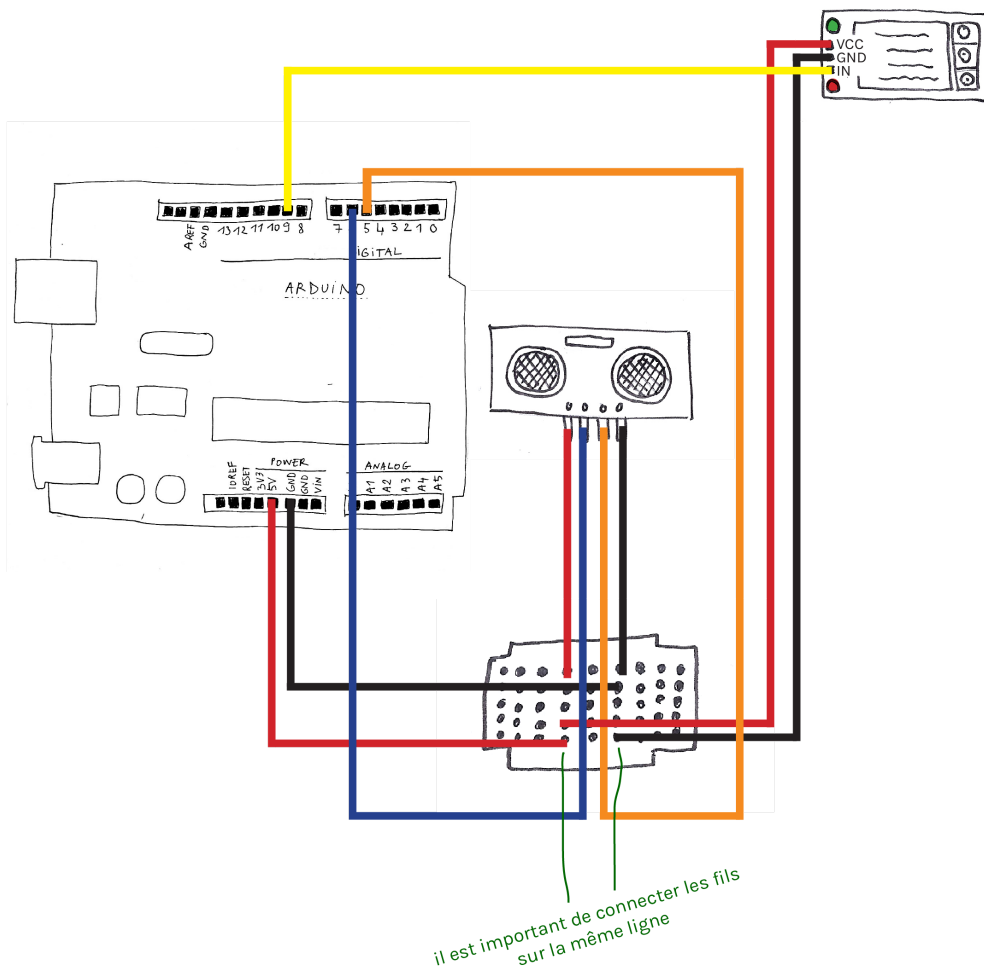 VCC
GND
IN
AREF
GND
13 12 11 10 9 8
7 5 4 3 2 1 0
IGITAL
ARDUINO
POWER
ANALOG
IOREF
RESET
3V3
5V
GND
GND
VIN
A1
A2
A3
A4
A5
il est important de connecter les fils
sur la même ligne